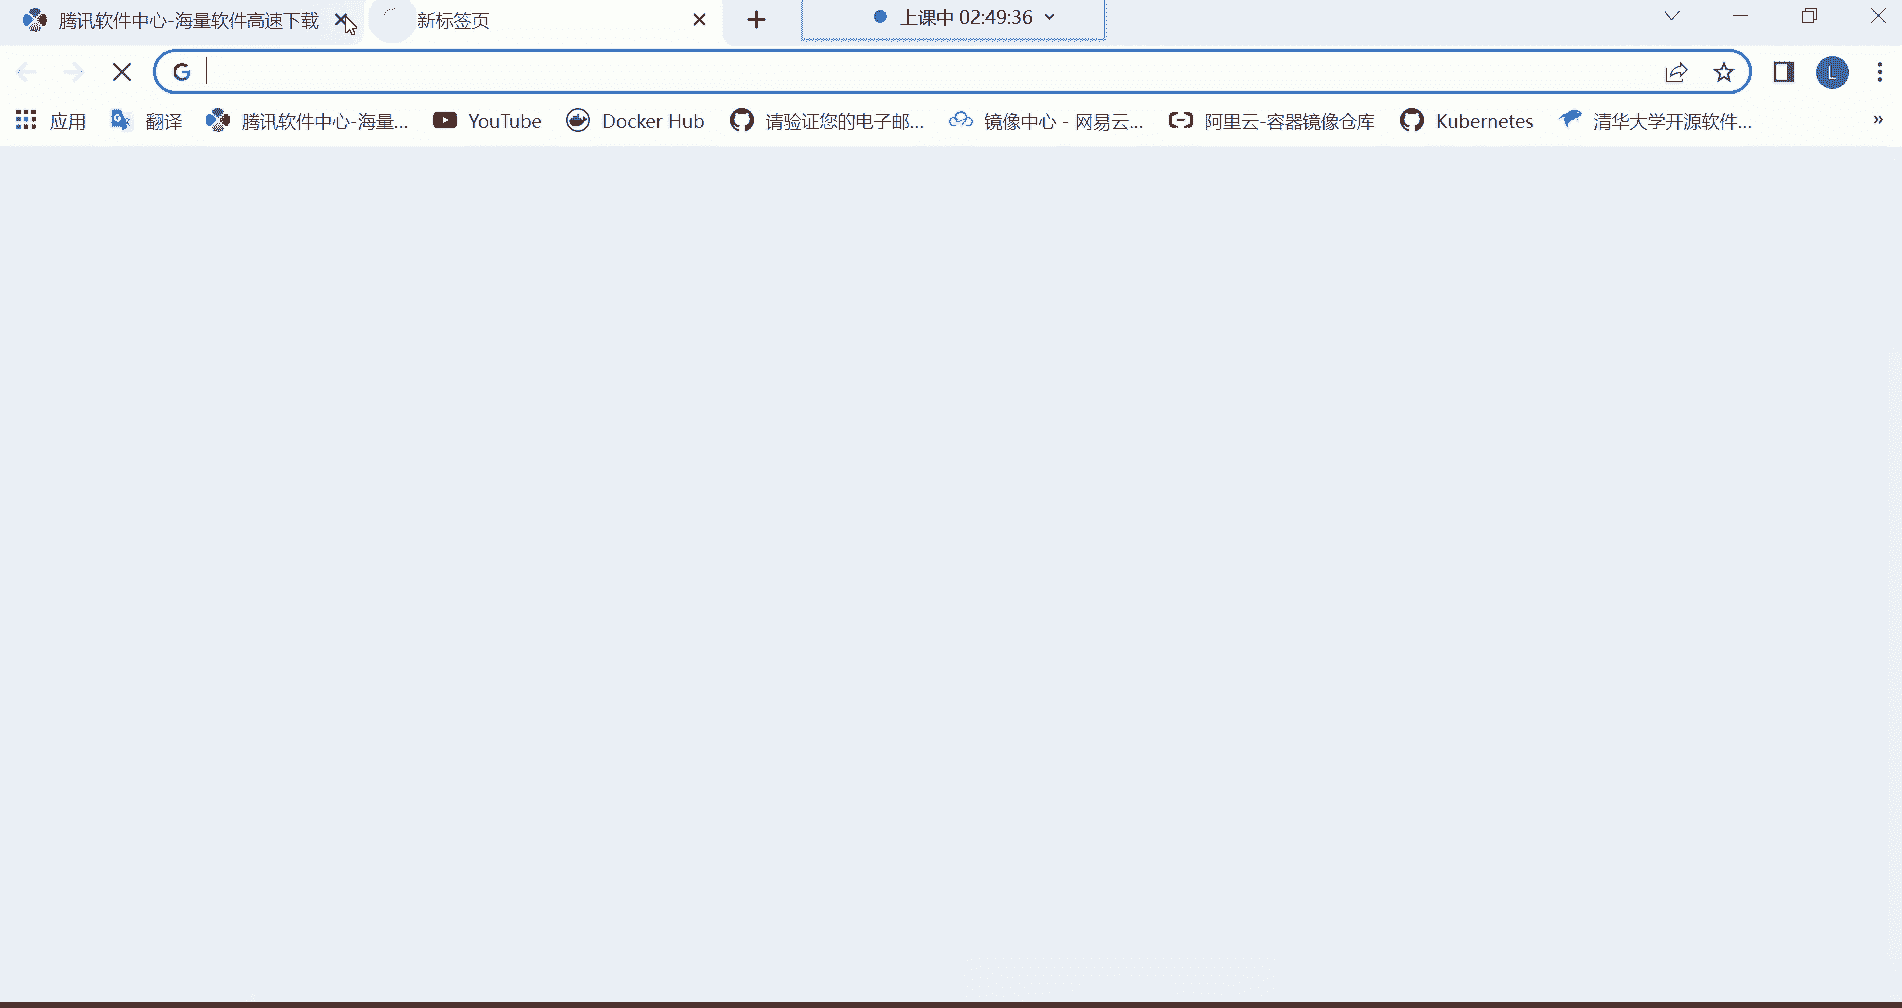 腾讯软件中心-海量软件高速下载
新标签页
上课中 02:49:36
L
应用
翻译
腾讯软件中心-海量...
YouTube
Docker Hub
请验证您的电子邮...
镜像中心 - 网易云...
阿里云-容器镜像仓库
Kubernetes
清华大学开源软件...